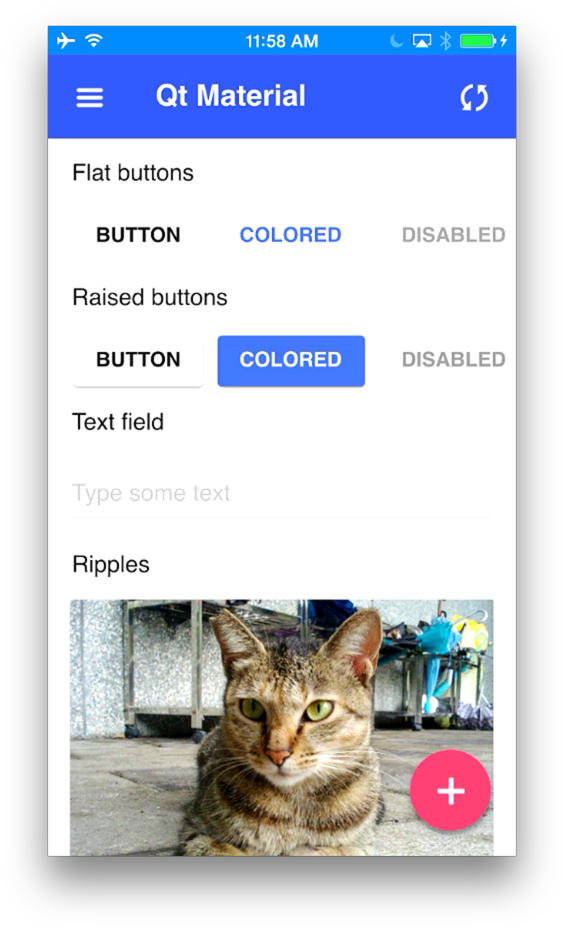 11:58 AM
Qt Material
Flat buttons
BUTTON COLORED DISABLED
Raised buttons
BUTTON COLORED DISABLED
Text field
Type some text
Ripples